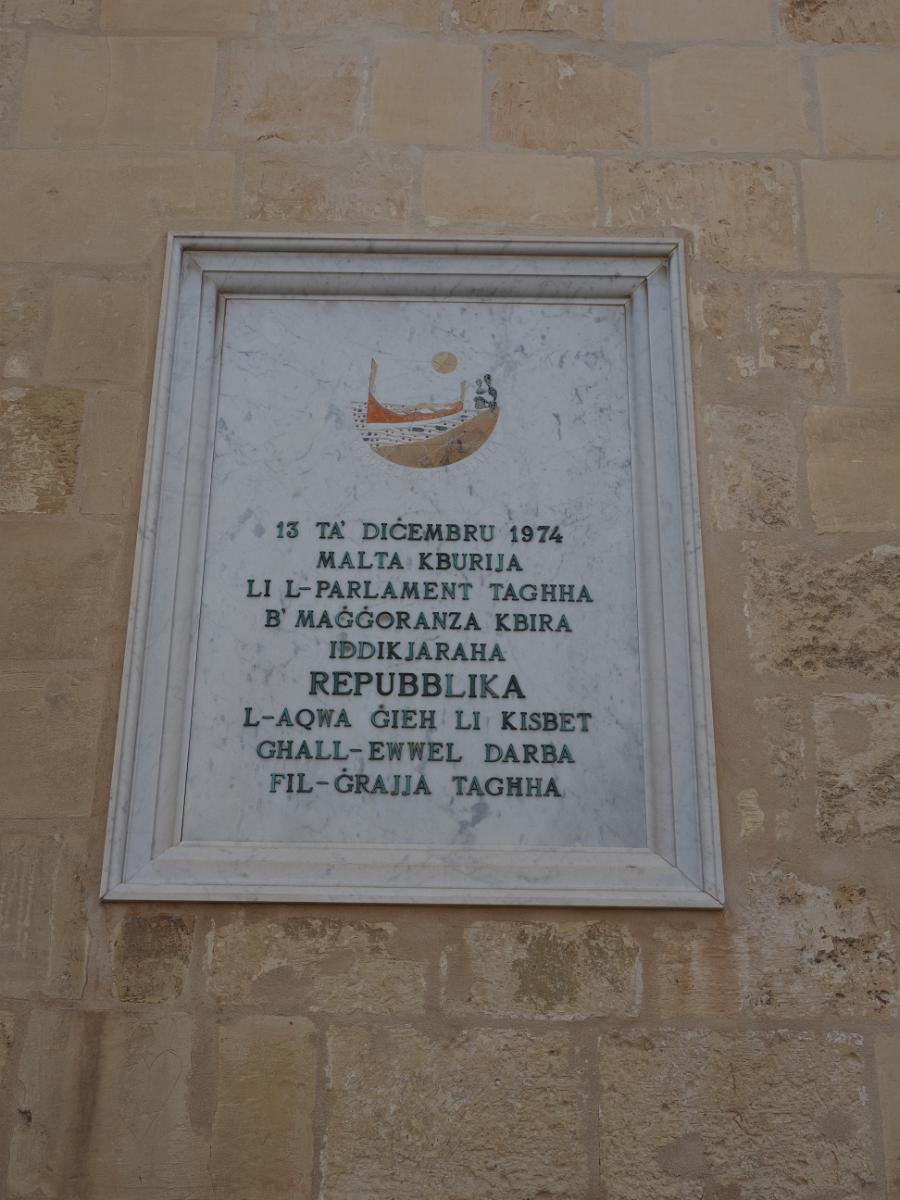 13 TA' DIĊEMBRU 1974
MALTA KBURIJA
LI L-PARLAMENT TAGHHA
B' MAĠĠORANZA KBIRA
IDDIKJARAHA
REPUBBLIKA
L-AQWA ĠIEH LI KISBET
GHALL-EWWEL DARBA
FIL-ĠRAJJA TAGHHA